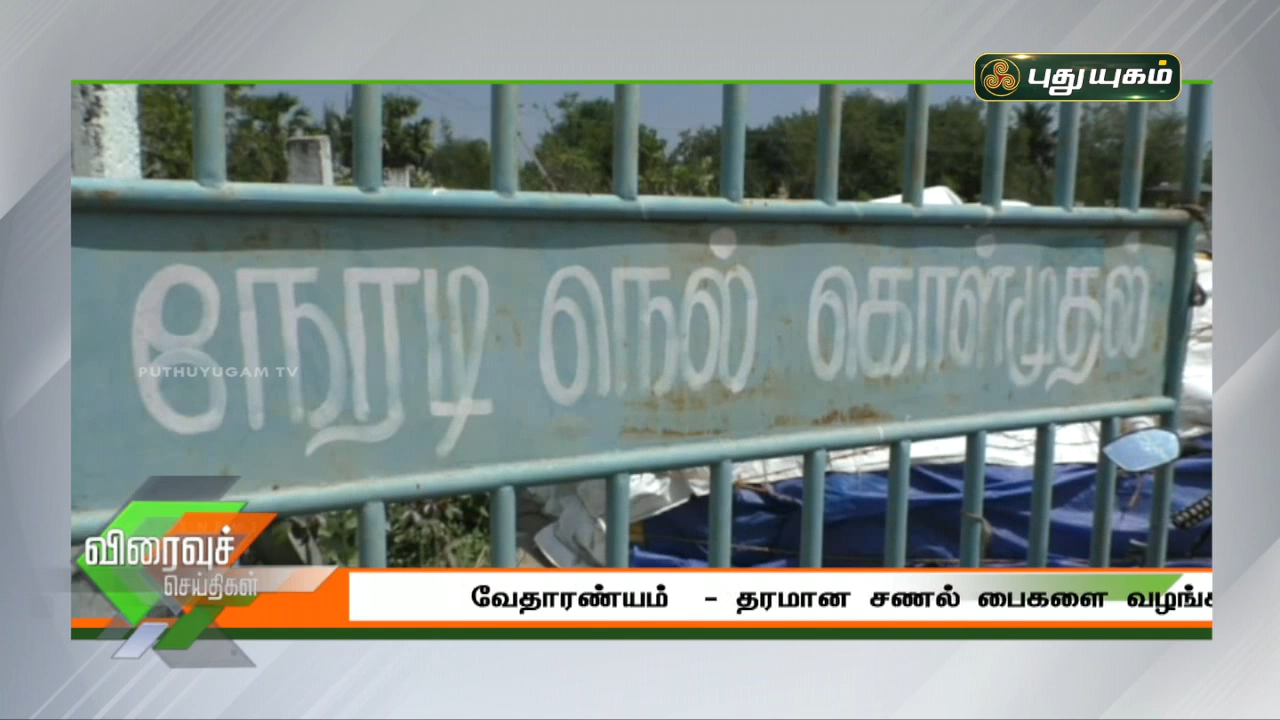 புதுயுகம்
நேரடி நெல் கொள்முதல்
PUTHUYUGAM TV
விரைவுச்
செய்திகள்
வேதாரண்யம் - தரமான சணல் பைகளை